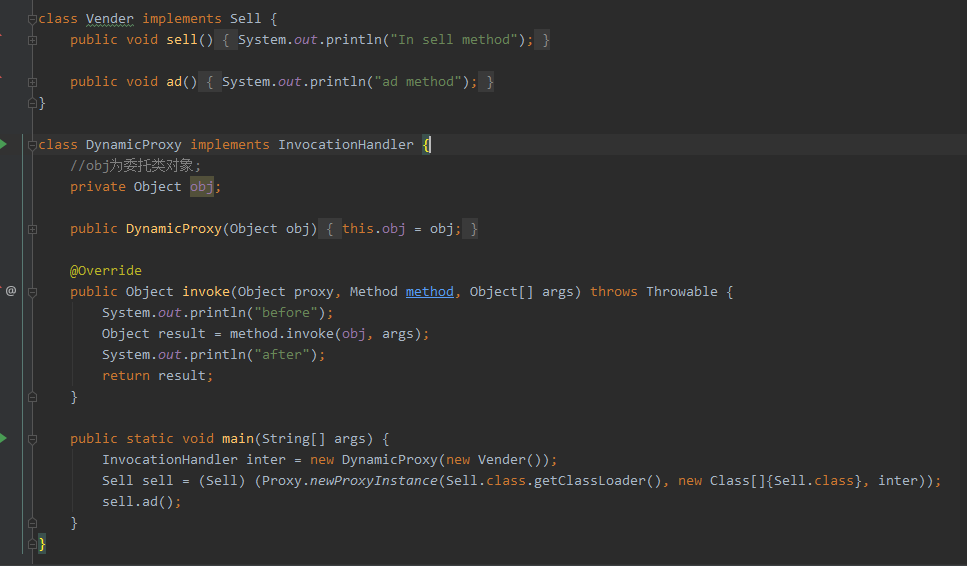 class Vender implements Sell {
    public void sell() { System.out.println("In sell method"); }
    public void ad() { System.out.println("ad method"); }
}
class DynamicProxy implements InvocationHandler {
    //obj为委托类对象;
    private Object obj;
    public DynamicProxy(Object obj) { this.obj = obj; }
    @Override
@
    public Object invoke(Object proxy, Method method, Object[] args) throws Throwable {
        System.out.println("before");
        Object result = method.invoke(obj, args);
        System.out.println("after");
        return result;
    }
    public static void main(String[] args) {
        InvocationHandler inter = new DynamicProxy(new Vender());
        Sell sell = (Sell) (Proxy.newProxyInstance(Sell.class.getClassLoader(), new Class[]{Sell.class}, inter));
        sell.ad();
    }
}